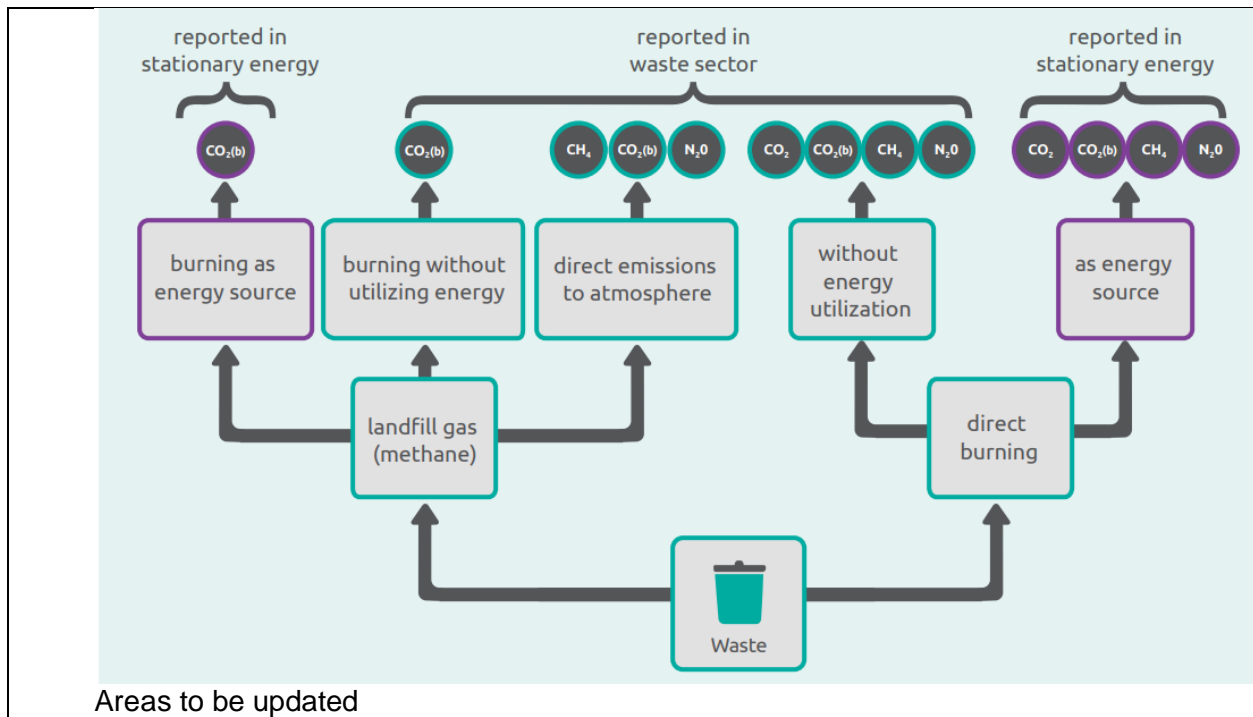 reported in
stationary energy
reported in
waste sector
reported in
stationary energy
CO₂(b)
CO₂(b)
CH₄
CO₂(b)
N₂0
CO₂
CO₂(b)
CH₄
N₂0
CO₂
CO₂(b)
CH₄
N₂0
burning as
energy source
burning without
utilizing energy
direct emissions
to atmosphere
without
energy
utilization
as energy
source
landfill gas
(methane)
direct
burning
Waste
Areas to be updated